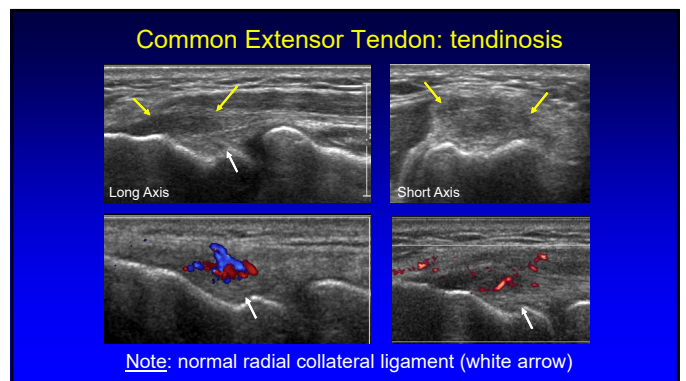 Common Extensor Tendon: tendinosis
Long Axis
Short Axis
Note: normal radial collateral ligament (white arrow)